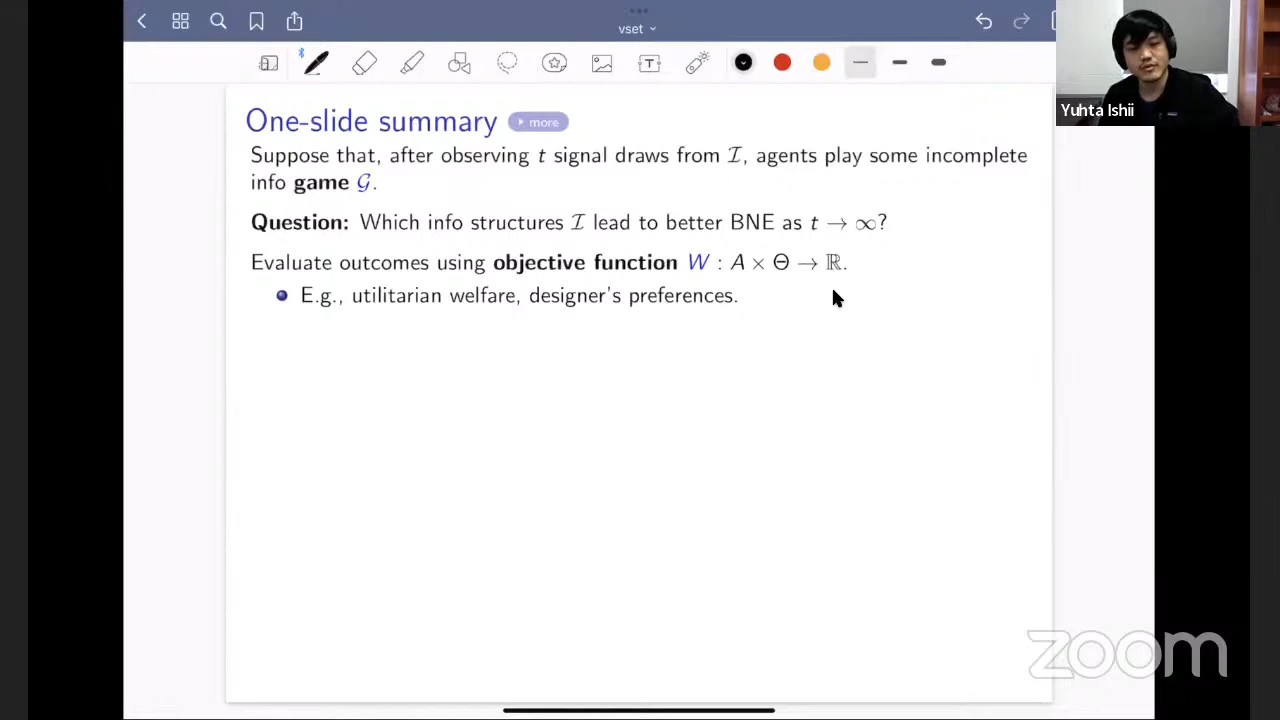 vset
Yuhta Ishii
One-slide summary
more
Suppose that, after observing t signal draws from ℐ, agents play some incomplete
info game 𝒢.
Question: Which info structures ℐ lead to better BNE as t → ∞?
Evaluate outcomes using objective function W : A × Θ → ℝ.
E.g., utilitarian welfare, designer's preferences.
zoom